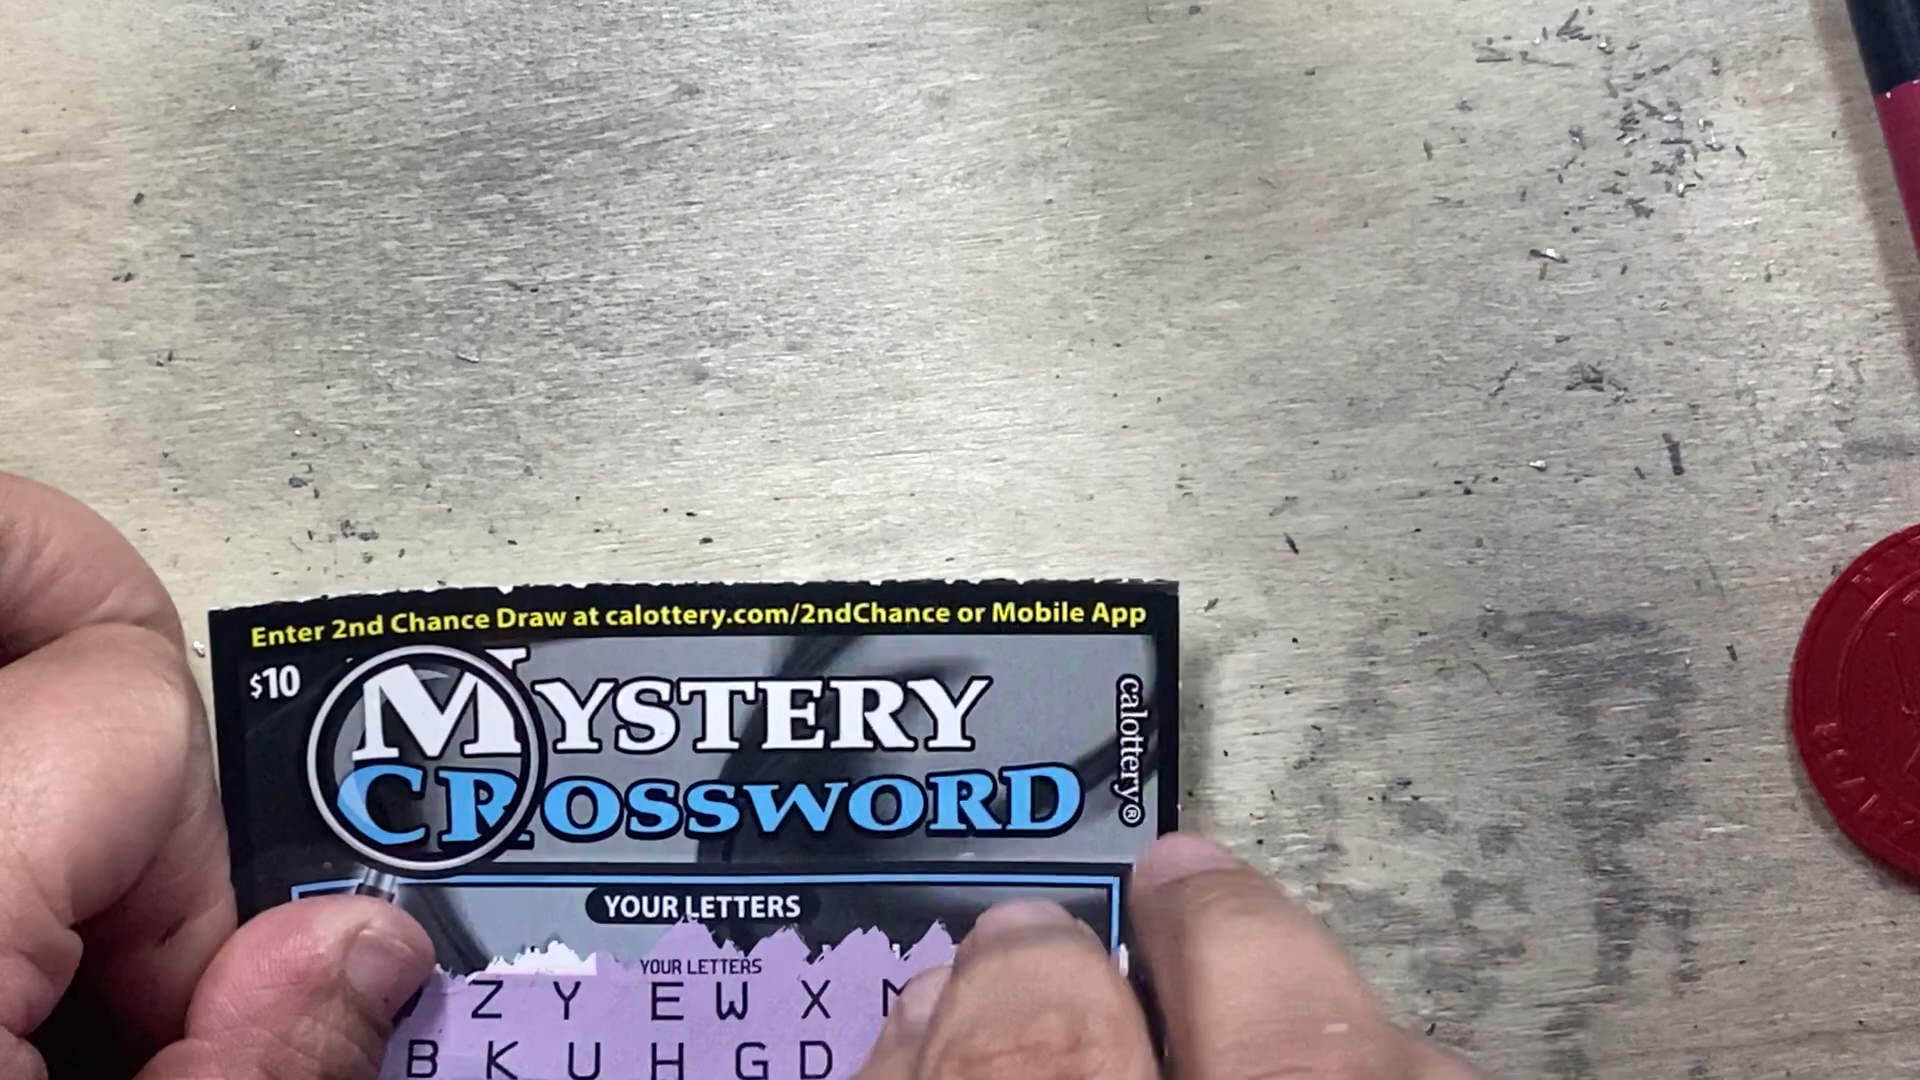 Enter 2nd Chance Draw at calottery.com/2ndChance or Mobile App
$10
MYSTERY
CROSSWORD
calottery®
YOUR LETTERS
YOUR LETTERS
Z Y E W X
B K U H G D